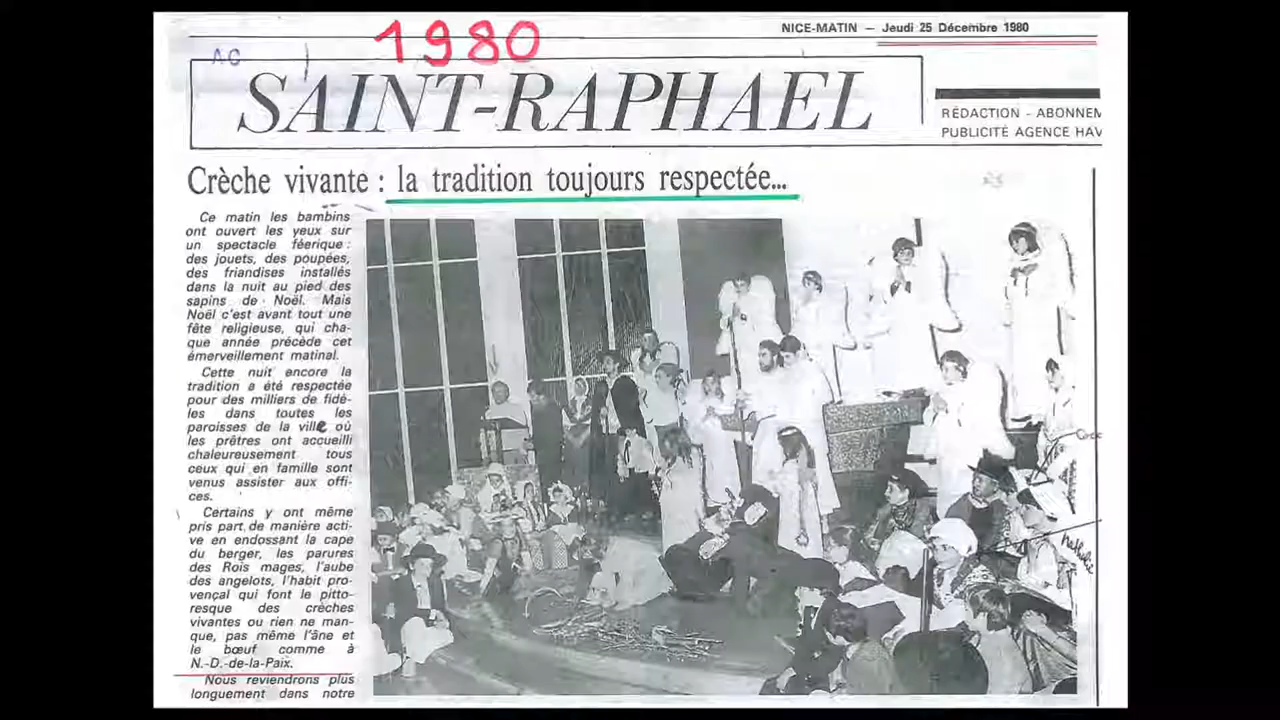 1980
NICE-MATIN — Jeudi 25 Décembre 1980
AC
SAINT-RAPHAEL
RÉDACTION - ABONNEM
PUBLICITÉ AGENCE HAV
Crèche vivante : la tradition toujours respectée...
Ce matin les bambins
ont ouvert les yeux sur
un spectacle féerique :
des jouets, des poupées,
des friandises installés
dans la nuit au pied des
sapins de Noël. Mais
Noël c'est avant tout une
fête religieuse, qui cha-
que année précède cet
émerveillement matinal.
Cette nuit encore la
tradition a été respectée
pour des milliers de fidè-
les dans toutes les
paroisses de la ville où
les prêtres ont accueilli
chaleureusement tous
ceux qui en famille sont
venus assister aux offi-
ces.
Certains y ont même
pris part de manière acti-
ve en endossant la cape
du berger, les parures
des Rois mages, l'aube
des angelots, l'habit pro-
vençal qui font le pitto-
resque des crèches
vivantes ou rien ne man-
que, pas même l'âne et
le bœuf comme à
N.-D.-de-la-Paix.
Nous reviendrons plus
longuement dans notre
Nathalie